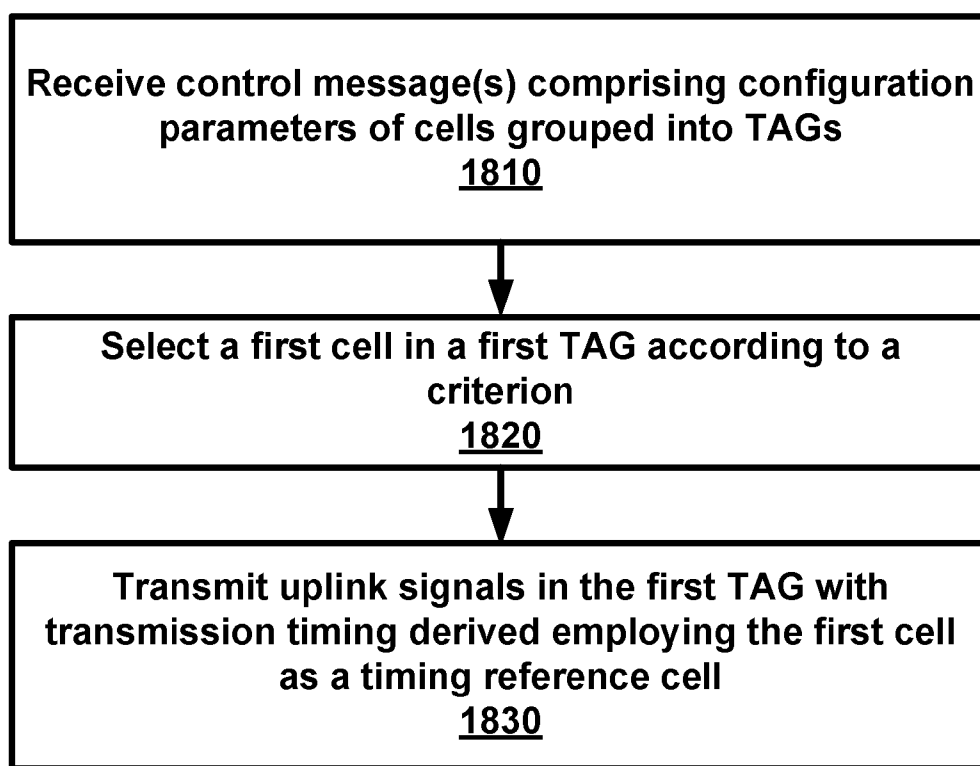 Receive control message(s) comprising configuration
parameters of cells grouped into TAGs
1810
Select a first cell in a first TAG according to a
criterion
1820
Transmit uplink signals in the first TAG with
transmission timing derived employing the first cell
as a timing reference cell
1830